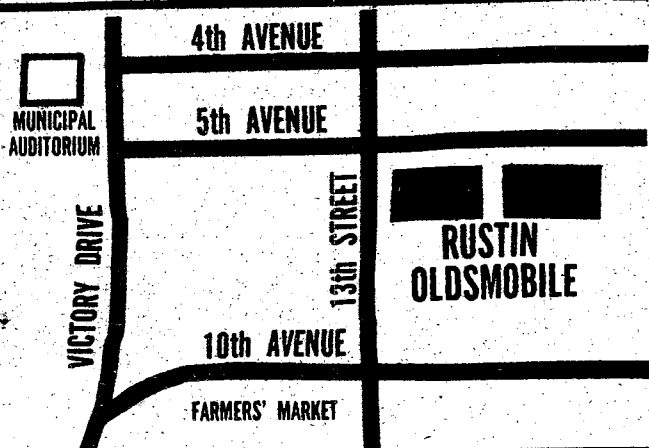 4th AVENUE
5th AVENUE
MUNICIPAL
AUDITORIUM
VICTORY DRIVE
13th STREET
RUSTIN
OLDSMOBILE
10th AVENUE
FARMERS' MARKET